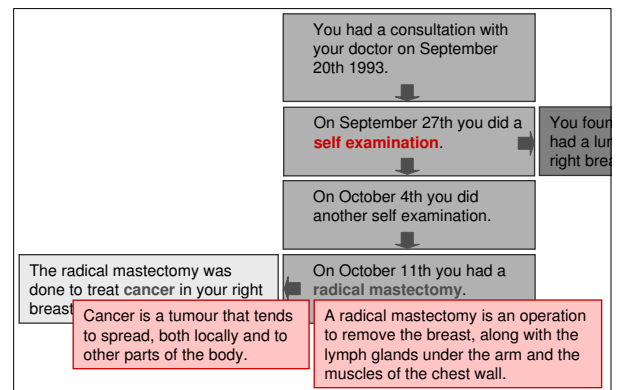 You had a consultation with
your doctor on September
20th 1993.
On September 27th you did a
self examination.
You
had a
right
On October 4th you did
another self examination.
On October 11th you had a
radical mastectomy.
The radical mastectomy was
done to treat cancer in your right
breast
Cancer is a tumour that tends
to spread, both locally and to
other parts of the body.
A radical mastectomy is an operation
to remove the breast, along with the
lymph glands under the arm and the
muscles of the chest wall.